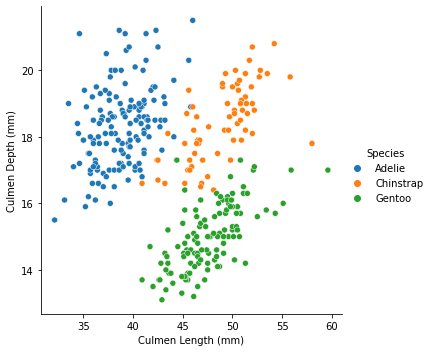 20
18
16
14
Culmen Depth (mm)
35
40
45
50
55
60
Culmen Length (mm)
Species
Adelie
Chinstrap
Gentoo